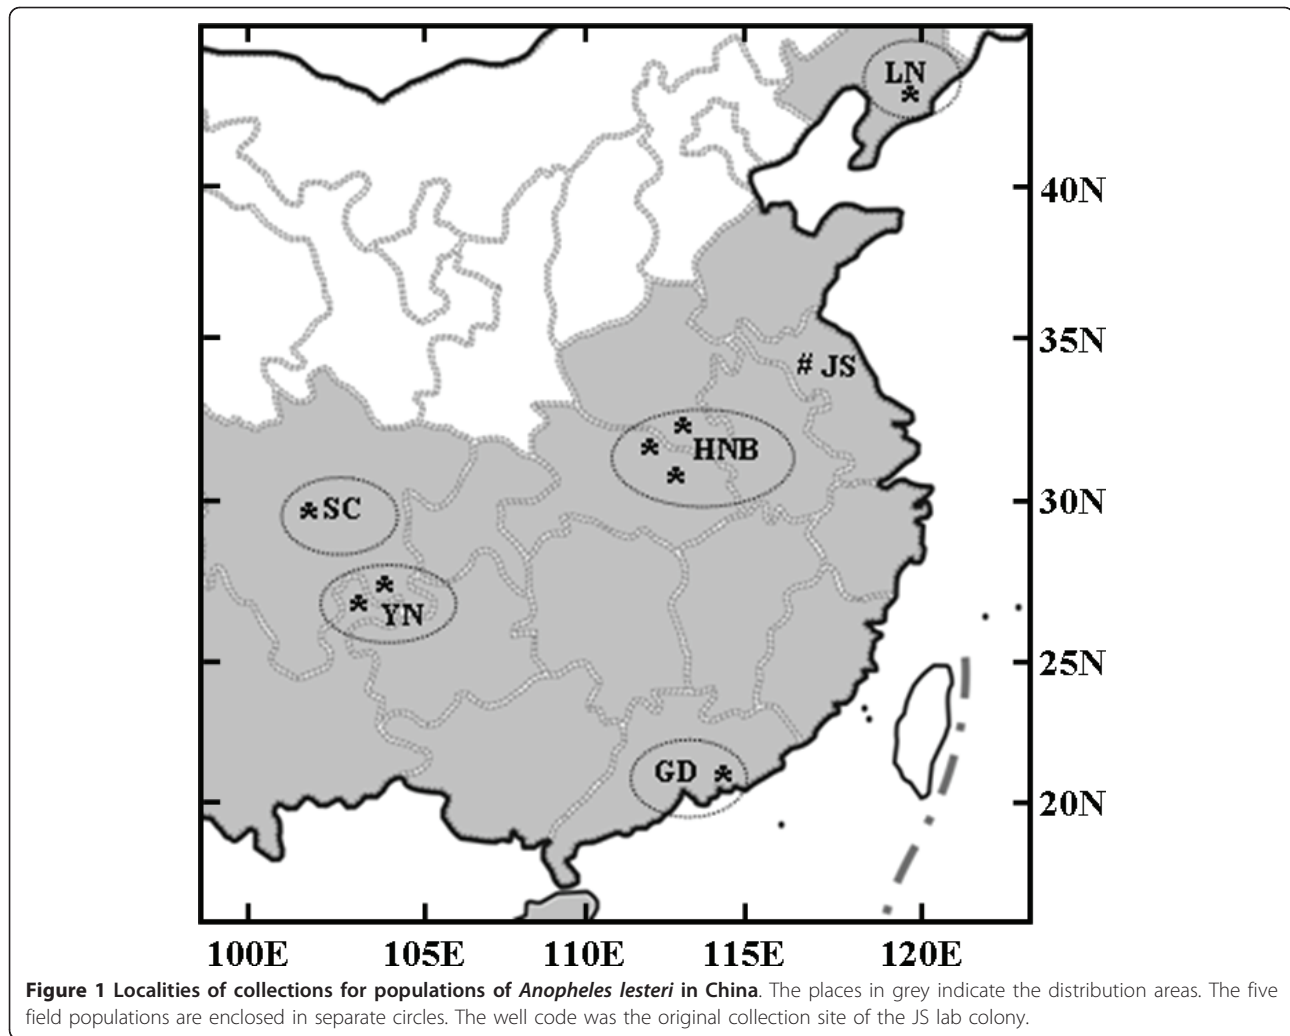 LN
*
40N
35N
# JS
*
* HNB
*
30N
*SC
*
* YN
25N
GD *
20N
100E 105E 110E 115E 120E
Figure 1 Localities of collections for populations of Anopheles lesteri in China. The places in grey indicate the distribution areas. The five
field populations are enclosed in separate circles. The well code was the original collection site of the JS lab colony.